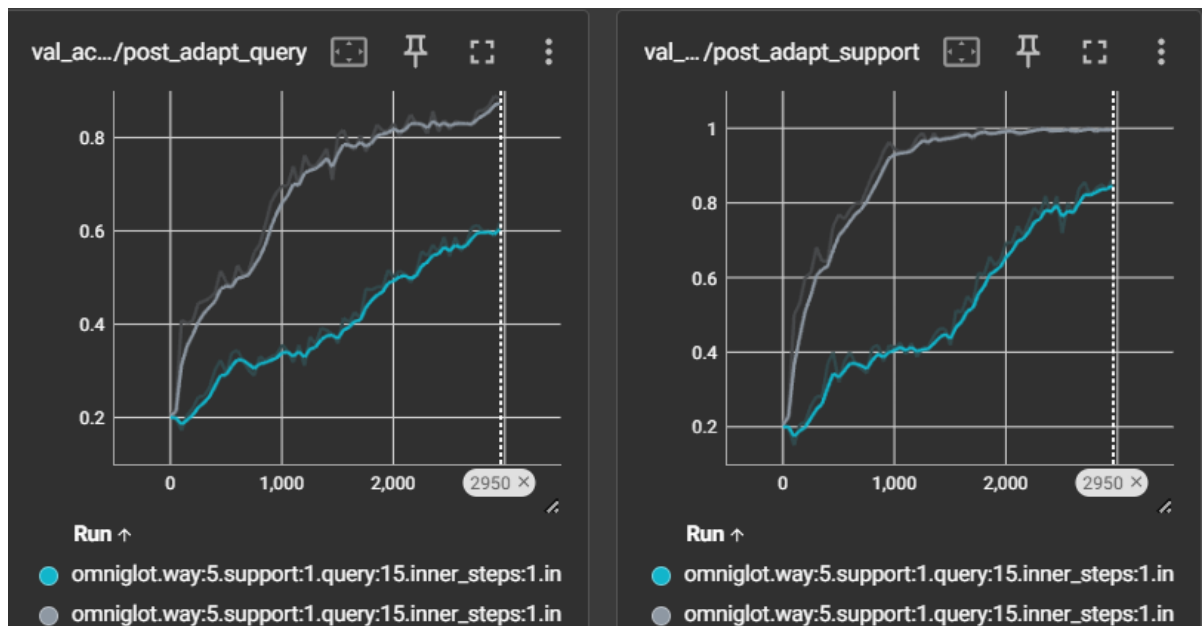 val_ac.../post_adapt_query
0.8
0.6
0.4
0.2
0
1,000
2,000
2950 ×
Run ↑
omniglot.way:5.support:1.query:15.inner_steps:1.in
omniglot.way:5.support:1.query:15.inner_steps:1.in
val_... /post_adapt_support
1
0.8
0.6
0.4
0.2
0
1,000
2,000
2950 ×
Run ↑
omniglot.way:5.support:1.query:15.inner_steps:1.in
omniglot.way:5.support:1.query:15.inner_steps:1.in